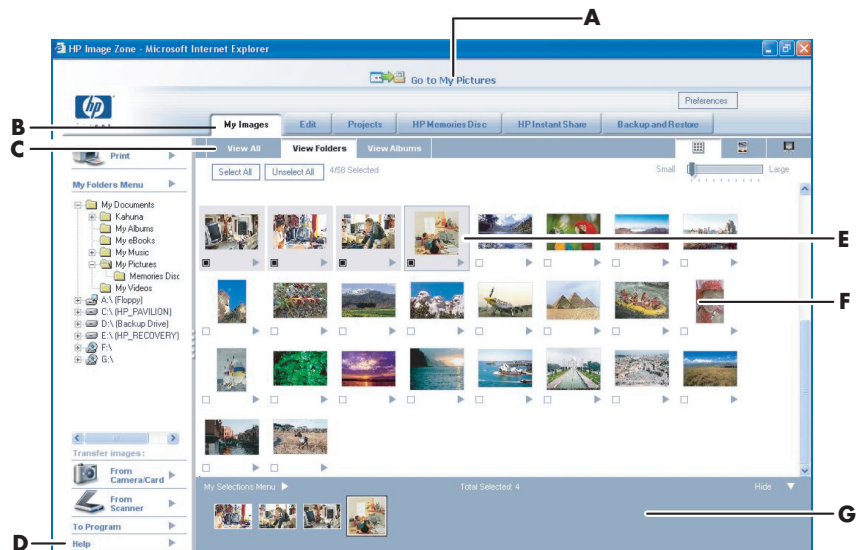 A
HP Image Zone - Microsoft Internet Explorer
Go to My Pictures
hp
Preferences
B
My Images Edit Projects HP Memories Disc HP Instant Share Backup and Restore
C
View All View Folders View Albums
Print
Select All Unselect All 4/58 Selected Small Large
My Folders Menu
My Documents
Kahuna
My Albums
My eBooks
My Music
My Pictures
Memories Disc
My Videos
A:\ (Floppy)
C:\ (HP_PAVILION)
D:\ (Backup Drive)
E:\ (HP_RECOVERY)
F:\
G:\
E
F
Transfer images:
From Camera/Card
From Scanner
To Program
D
Help
My Selections Menu Total Selected: 4 Hide
G